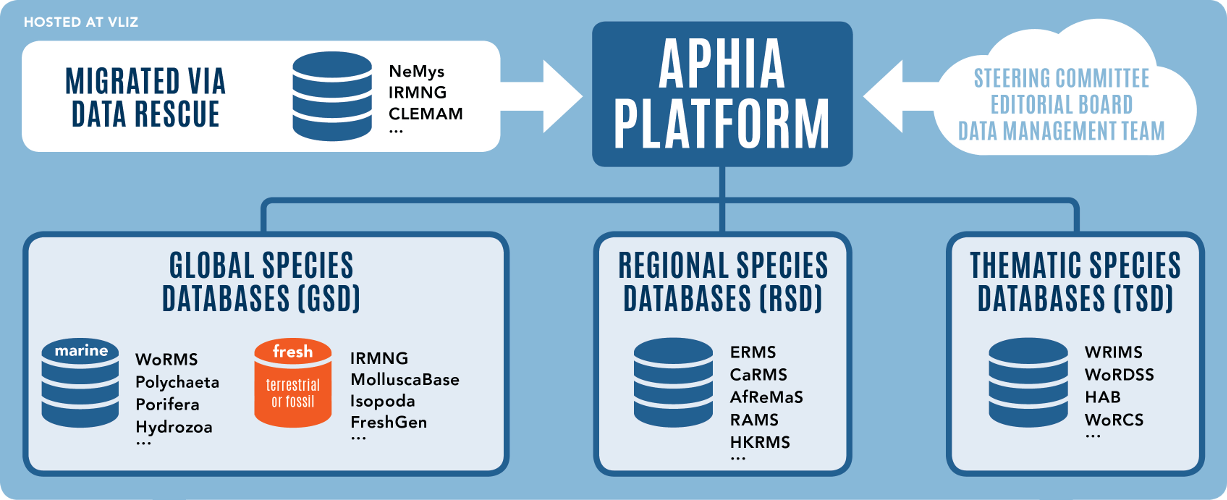 HOSTED AT VLIZ
MIGRATED VIA
DATA RESCUE
NeMys
IRMNG
CLEMAM
...
APHIA
PLATFORM
STEERING COMMITTEE
EDITORIAL BOARD
DATA MANAGEMENT TEAM
GLOBAL SPECIES
DATABASES (GSD)
marine
WoRMS
Polychaeta
Porifera
Hydrozoa
...
fresh
terrestrial
or fossil
IRMNG
MolluscaBase
Isopoda
FreshGen
...
REGIONAL SPECIES
DATABASES (RSD)
ERMS
CaRMS
AfReMaS
RAMS
HKRMS
...
THEMATIC SPECIES
DATABASES (TSD)
WRIMS
WoRDSS
HAB
WoRCS
...